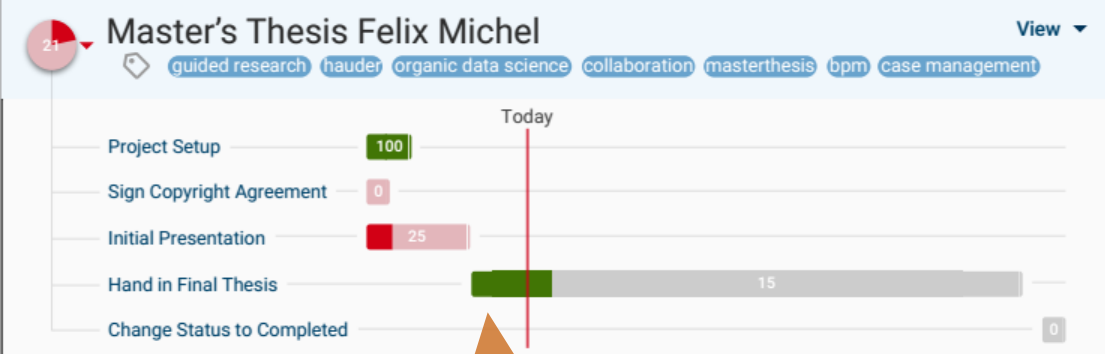 Master's Thesis Felix Michel
View
21
guided research hauder organic data science collaboration masterthesis bpm case management
Today
Project Setup 100
Sign Copyright Agreement 0
Initial Presentation 25
Hand in Final Thesis 15
Change Status to Completed 0